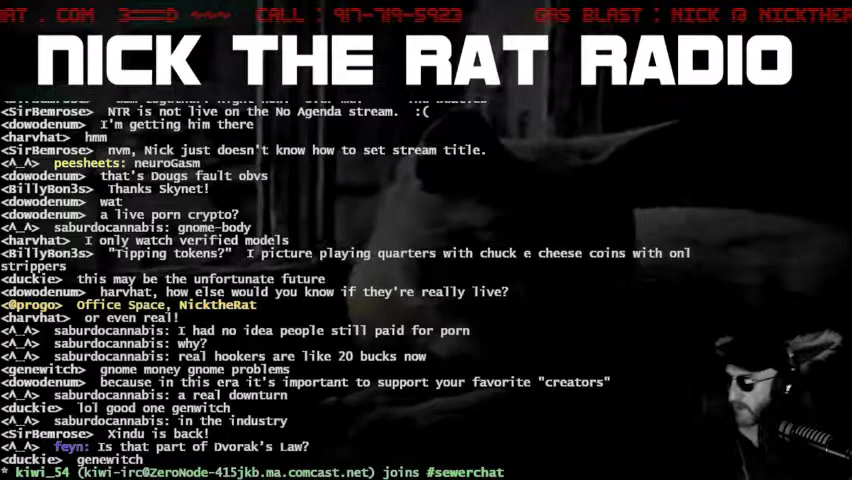 AT . COM 3===D ~~~ CALL : 917-719-5923 GAS BLAST : NICK @ NICKTHER
NICK THE RAT RADIO
<SirBemrose> NTR is not live on the No Agenda stream. :(
<dowodenum> I'm getting him there
<harvhat> hmm
<SirBemrose> nvm, Nick just doesn't know how to set stream title.
<^_^> peesheets: neuroGasm
<dowodenum> that's Dougs fault obvs
<BillyBon3s> Thanks Skynet!
<dowodenum> wat
<dowodenum> a live porn crypto?
<^_^> saburdocannabis: gnome-body
<harvhat> I only watch verified models
<BillyBon3s> "Tipping tokens?" I picture playing quarters with chuck e cheese coins with onl
strippers
<duckie> this may be the unfortunate future
<dowodenum> harvhat, how else would you know if they're really live?
<@progo> Office Space, NicktheRat
<harvhat> or even real!
<^_^> saburdocannabis: I had no idea people still paid for porn
<^_^> saburdocannabis: why?
<^_^> saburdocannabis: real hookers are like 20 bucks now
<genewitch> gnome money gnome problems
<dowodenum> because in this era it's important to support your favorite "creators"
<^_^> saburdocannabis: a real downturn
<duckie> lol good one genwitch
<^_^> saburdocannabis: in the industry
<SirBemrose> Xindu is back!
<^_^> feyn: Is that part of Dvorak's Law?
<duckie> genewitch
* kiwi_54 (kiwi-irc@ZeroNode-415jkb.ma.comcast.net) joins #sewerchat